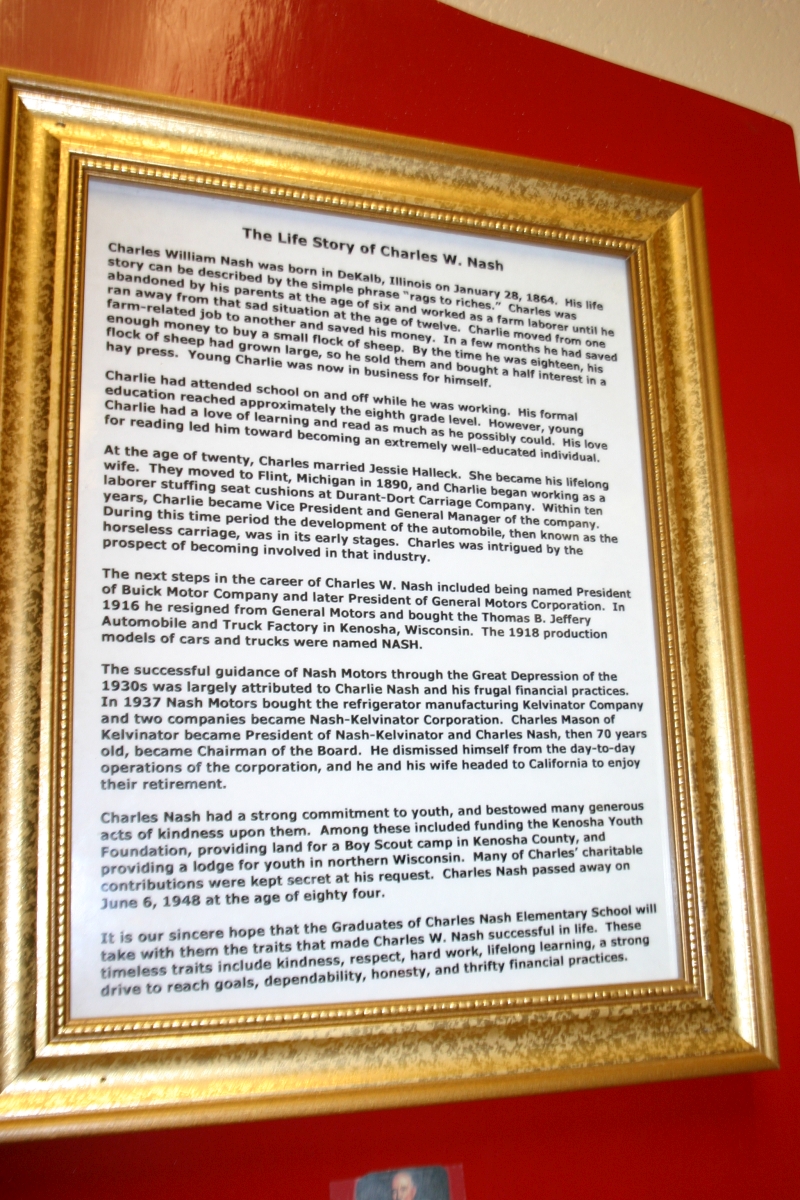 The Life Story of Charles W. Nash
Charles William Nash was born in DeKalb, Illinois on January 28, 1864. His life
story can be described by the simple phrase "rags to riches." Charles was
abandoned by his parents at the age of six and worked as a farm laborer until he
ran away from that sad situation at the age of twelve. Charlie moved from one
farm-related job to another and saved his money. In a few months he had saved
enough money to buy a small flock of sheep. By the time he was eighteen, his
flock of sheep had grown large, so he sold them and bought a half interest in a
hay press. Young Charlie was now in business for himself.
Charlie had attended school on and off while he was working. His formal
education reached approximately the eighth grade level. However, young
Charlie had a love of learning and read as much as he possibly could. His love
for reading led him toward becoming an extremely well-educated individual.
At the age of twenty, Charles married Jessie Halleck. She became his lifelong
wife. They moved to Flint, Michigan in 1890, and Charlie began working as a
laborer stuffing seat cushions at Durant-Dort Carriage Company. Within ten
years, Charlie became Vice President and General Manager of the company.
During this time period the development of the automobile, then known as the
horseless carriage, was in its early stages. Charles was intrigued by the
prospect of becoming involved in that industry.
The next steps in the career of Charles W. Nash included being named President
of Buick Motor Company and later President of General Motors Corporation. In
1916 he resigned from General Motors and bought the Thomas B. Jeffery
Automobile and Truck Factory in Kenosha, Wisconsin. The 1918 production
models of cars and trucks were named NASH.
The successful guidance of Nash Motors through the Great Depression of the
1930s was largely attributed to Charlie Nash and his frugal financial practices.
In 1937 Nash Motors bought the refrigerator manufacturing Kelvinator Company
and two companies became Nash-Kelvinator Corporation. Charles Mason of
Kelvinator became President of Nash-Kelvinator and Charles Nash, then 70 years
old, became Chairman of the Board. He dismissed himself from the day-to-day
operations of the corporation, and he and his wife headed to California to enjoy
their retirement.
Charles Nash had a strong commitment to youth, and bestowed many generous
acts of kindness upon them. Among these included funding the Kenosha Youth
Foundation, providing land for a Boy Scout camp in Kenosha County, and
providing a lodge for youth in northern Wisconsin. Many of Charles' charitable
contributions were kept secret at his request. Charles Nash passed away on
June 6, 1948 at the age of eighty four.
It is our sincere hope that the Graduates of Charles Nash Elementary School will
take with them the traits that made Charles W. Nash successful in life. These
timeless traits include kindness, respect, hard work, lifelong learning, a strong
drive to reach goals, dependability, honesty, and thrifty financial practices.